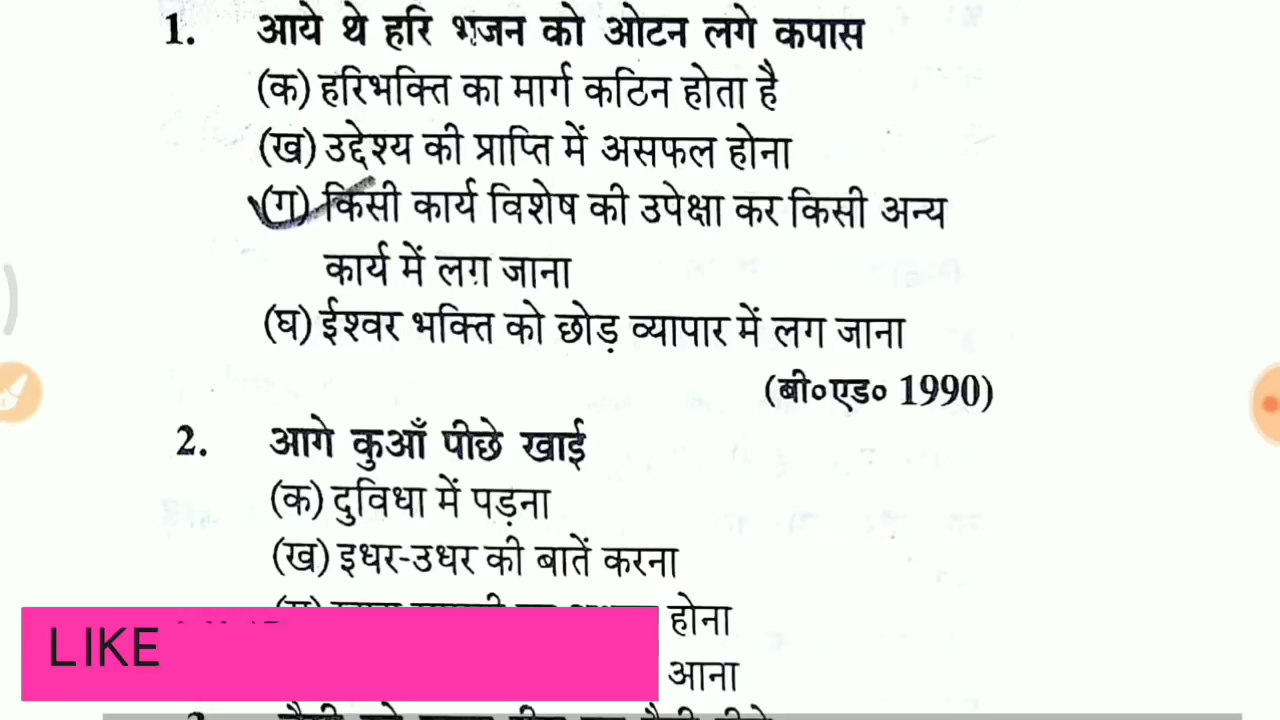 1. आये थे हरि भजन को ओटन लगे कपास
(क) हरिभक्ति का मार्ग कठिन होता है
(ख) उद्देश्य की प्राप्ति में असफल होना
(ग) किसी कार्य विशेष की उपेक्षा कर किसी अन्य
कार्य में लग जाना
(घ) ईश्वर भक्ति को छोड़ व्यापार में लग जाना
(बी०एड० 1990)
2. आगे कुआँ पीछे खाई
(क) दुविधा में पड़ना
(ख) इधर-उधर की बातें करना
होना
LIKE
आना